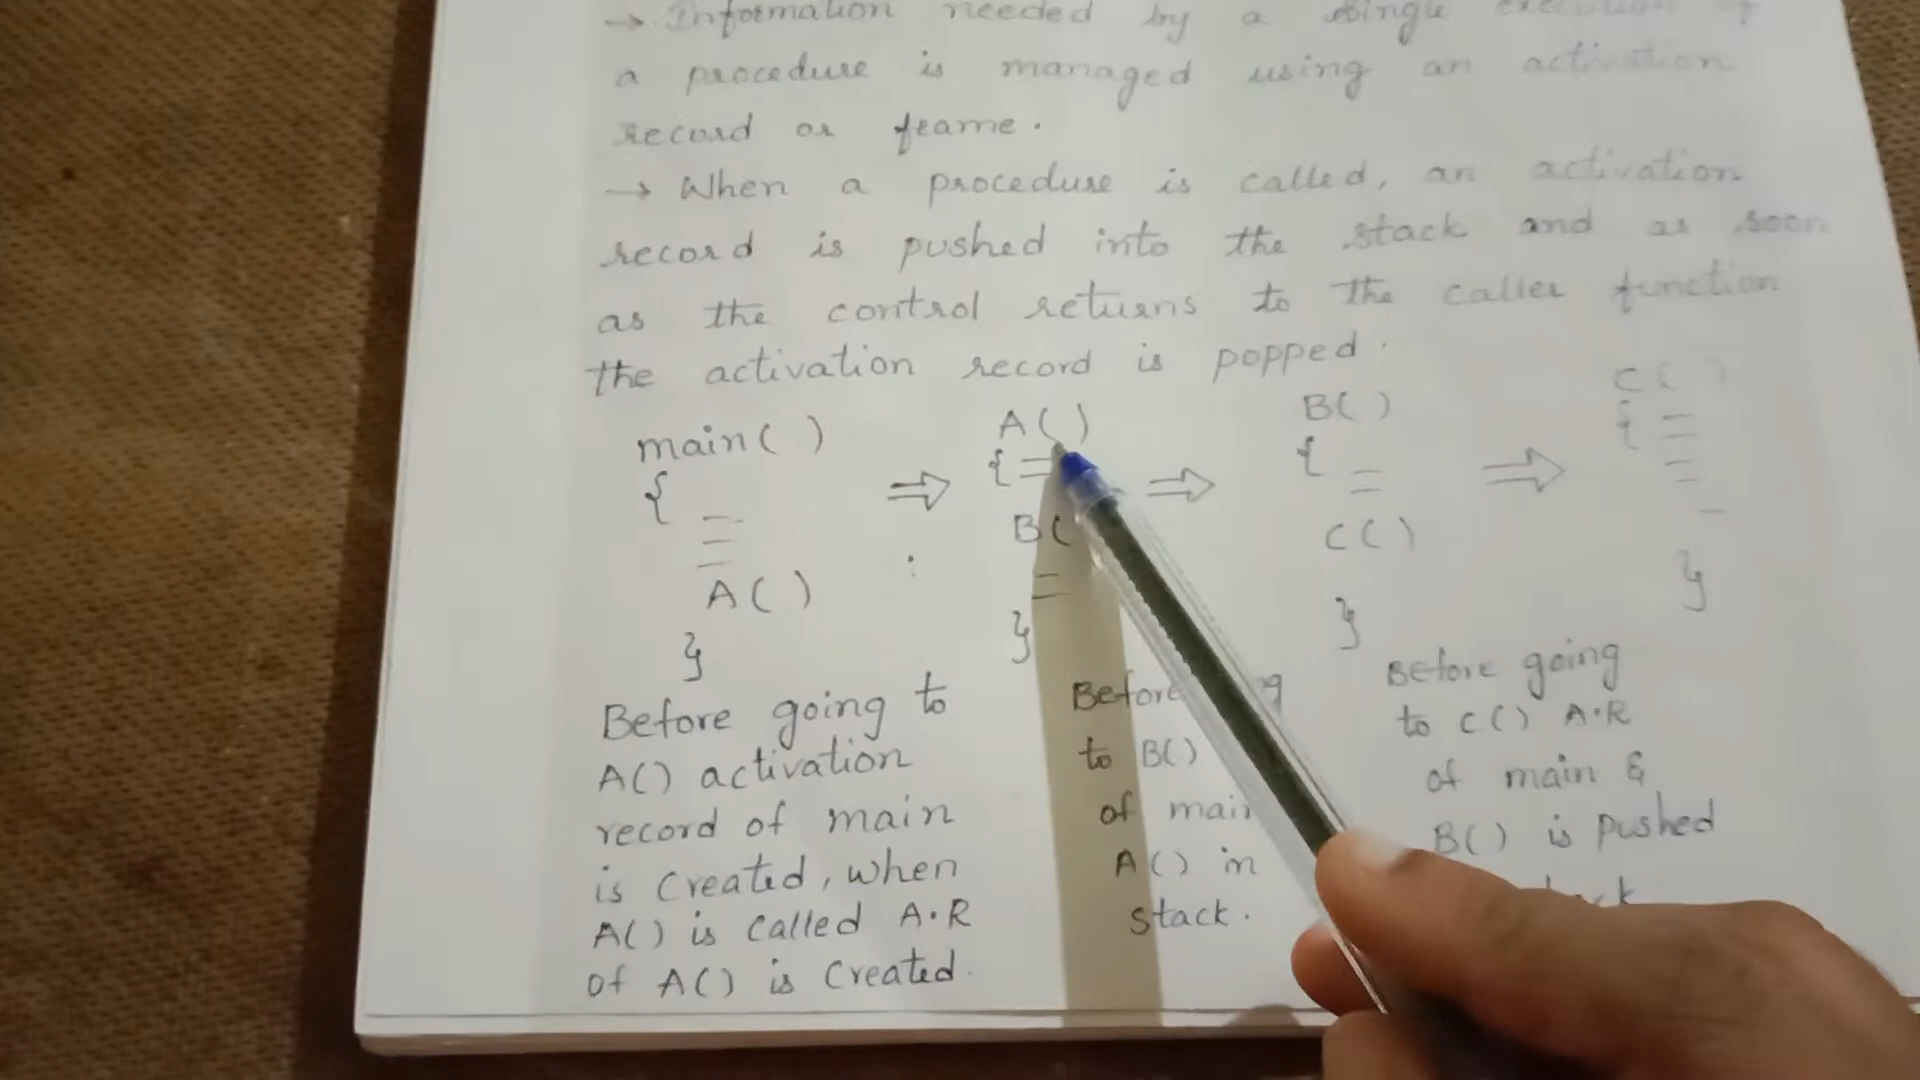 → Information needed by a single execution of
a procedure is managed using an activation
record or frame.
→ When a procedure is called, an activation
record is pushed into the stack and as soon
as the control returns to the caller function
the activation record is popped.
main( )
{
A( )
}
⇒
A( )
{
B(
}
⇒
B( )
{
C( )
}
⇒
C( )
{
}
Before going to
A() activation
record of main
is created, when
A() is called A.R
of A() is created.
Before
to B()
of main
A() in
stack.
Before going
to C() A.R
of main &
B() is pushed